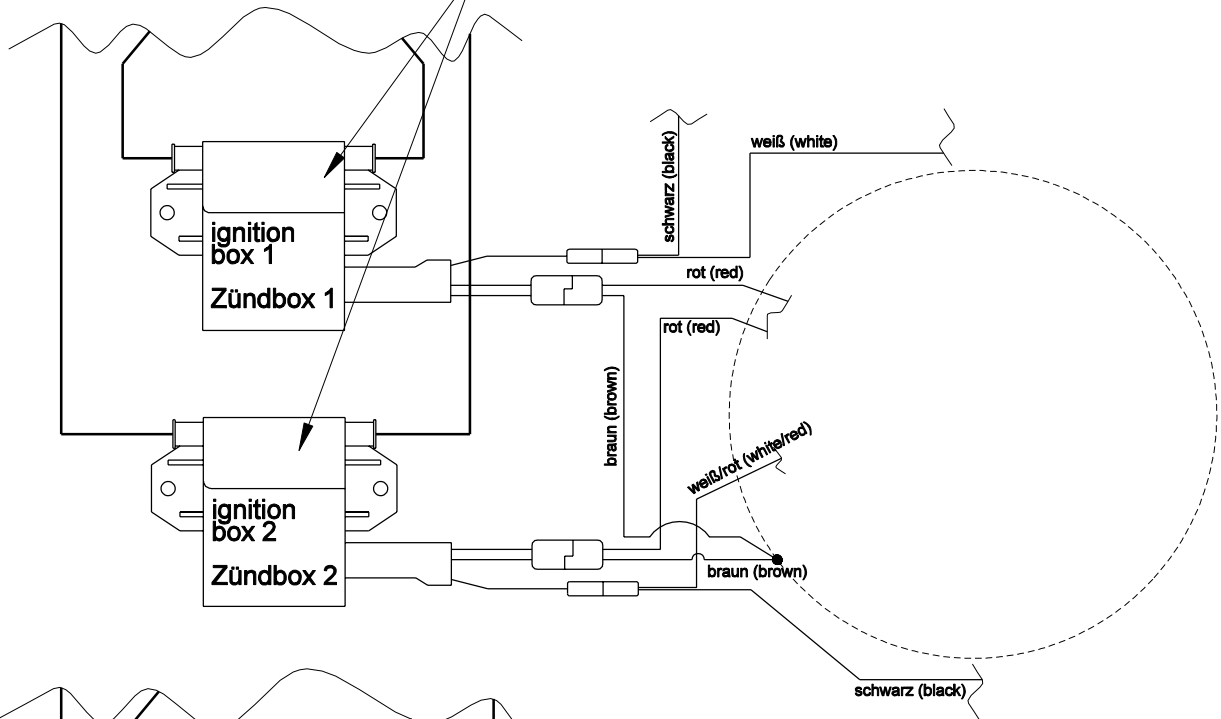 schwarz (black)
weiß (white)
ignition
box 1
Zündbox 1
rot (red)
rot (red)
braun (brown)
weiß/rot (white/red)
ignition
box 2
Zündbox 2
braun (brown)
schwarz (black)